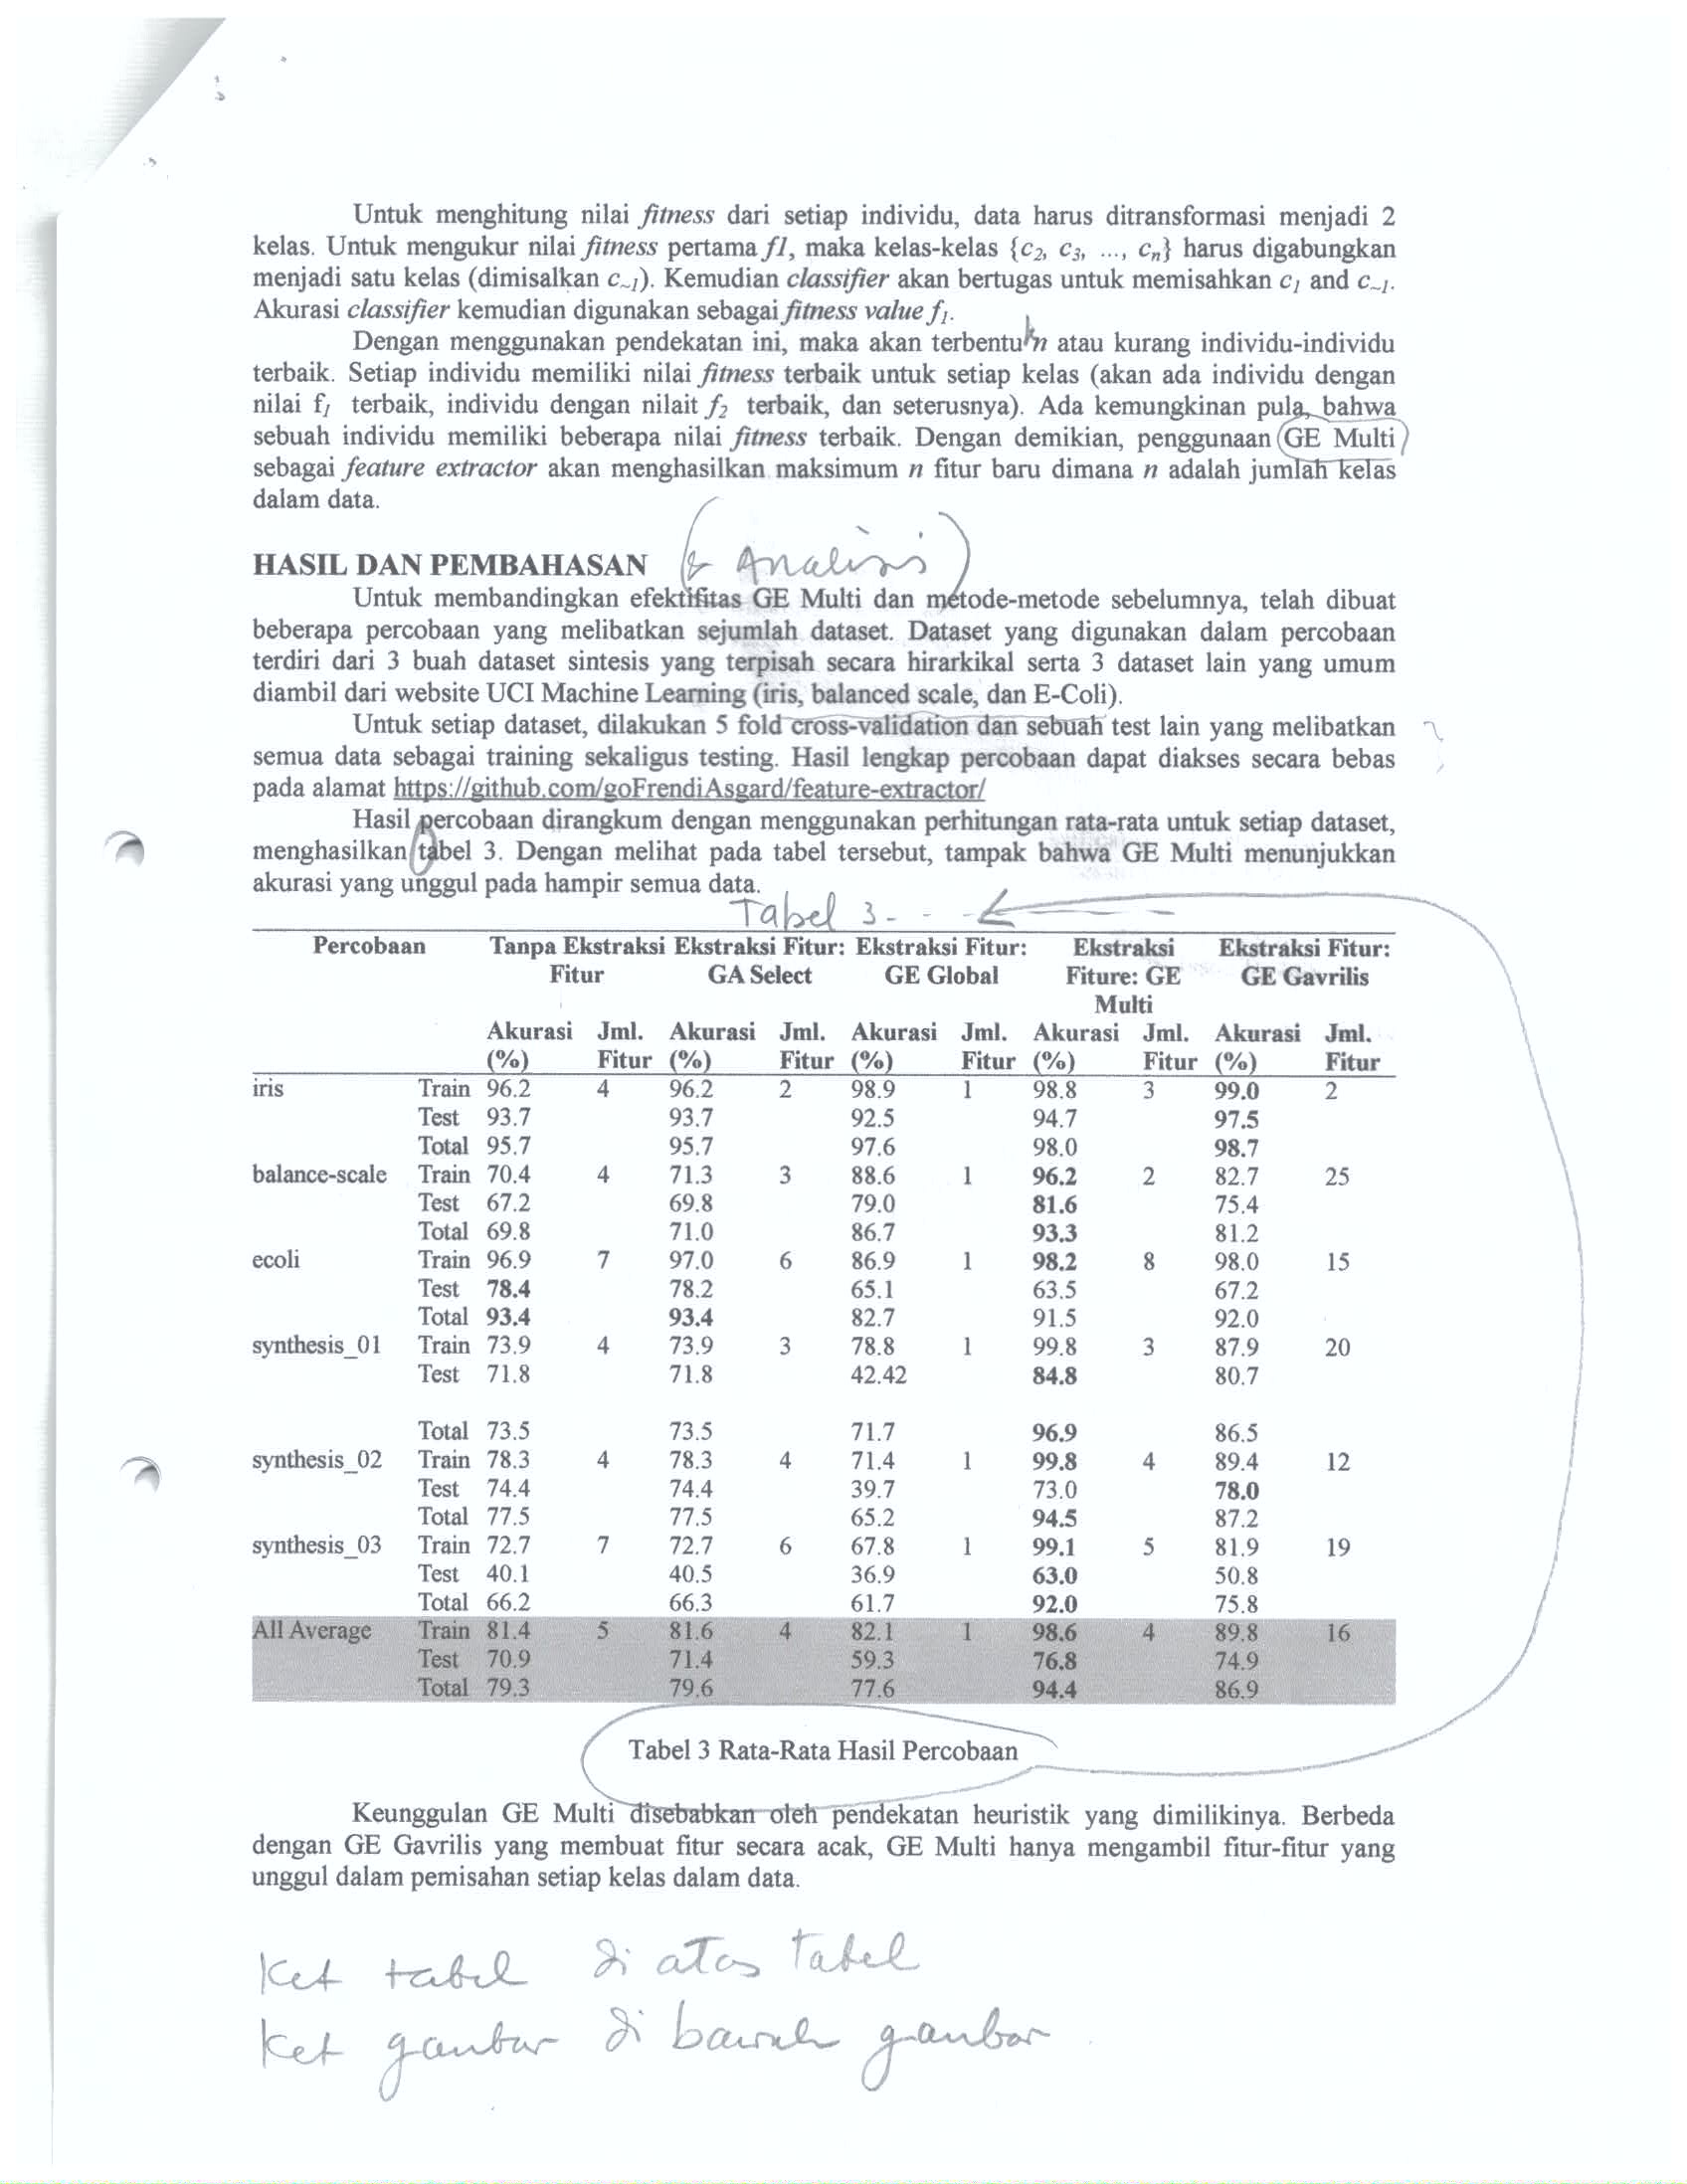 Untuk menghitung nilai fitness dari setiap individu, data harus ditransformasi menjadi 2
kelas. Untuk mengukur nilai fitness pertama f1, maka kelas-kelas {c2, c3, ..., cn} harus digabungkan
menjadi satu kelas (dimisalkan c~1). Kemudian classifier akan bertugas untuk memisahkan c1 and c~1.
Akurasi classifier kemudian digunakan sebagai fitness value f1.
Dengan menggunakan pendekatan ini, maka akan terbentuk n atau kurang individu-individu
terbaik. Setiap individu memiliki nilai fitness terbaik untuk setiap kelas (akan ada individu dengan
nilai f1 terbaik, individu dengan nilait f2 terbaik, dan seterusnya). Ada kemungkinan pula, bahwa
sebuah individu memiliki beberapa nilai fitness terbaik. Dengan demikian, penggunaan GE Multi
sebagai feature extractor akan menghasilkan maksimum n fitur baru dimana n adalah jumlah kelas
dalam data.
HASIL DAN PEMBAHASAN (& Analisis)
Untuk membandingkan efektifitas GE Multi dan metode-metode sebelumnya, telah dibuat
beberapa percobaan yang melibatkan sejumlah dataset. Dataset yang digunakan dalam percobaan
terdiri dari 3 buah dataset sintesis yang terpisah secara hirarkikal serta 3 dataset lain yang umum
diambil dari website UCI Machine Learning (iris, balanced scale, dan E-Coli).
Untuk setiap dataset, dilakukan 5 fold cross-validation dan sebuah test lain yang melibatkan
semua data sebagai training sekaligus testing. Hasil lengkap percobaan dapat diakses secara bebas
pada alamat https://github.com/goFrendiAsgard/feature-extractor/
Hasil percobaan dirangkum dengan menggunakan perhitungan rata-rata untuk setiap dataset,
menghasilkan tabel 3. Dengan melihat pada tabel tersebut, tampak bahwa GE Multi menunjukkan
akurasi yang unggul pada hampir semua data.
Tabel 3 - - -
Percobaan Tanpa Ekstraksi Ekstraksi Fitur: Ekstraksi Fitur: Ekstraksi Ekstraksi Fitur:
Fitur GA Select GE Global Fiture: GE GE Gavrilis
Multi
Akurasi Jml. Akurasi Jml. Akurasi Jml. Akurasi Jml. Akurasi Jml.
(%) Fitur (%) Fitur (%) Fitur (%) Fitur (%) Fitur
iris Train 96.2 4 96.2 2 98.9 1 98.8 3 99.0 2
Test 93.7 93.7 92.5 94.7 97.5
Total 95.7 95.7 97.6 98.0 98.7
balance-scale Train 70.4 4 71.3 3 88.6 1 96.2 2 82.7 25
Test 67.2 69.8 79.0 81.6 75.4
Total 69.8 71.0 86.7 93.3 81.2
ecoli Train 96.9 7 97.0 6 86.9 1 98.2 8 98.0 15
Test 78.4 78.2 65.1 63.5 67.2
Total 93.4 93.4 82.7 91.5 92.0
synthesis_01 Train 73.9 4 73.9 3 78.8 1 99.8 3 87.9 20
Test 71.8 71.8 42.42 84.8 80.7
Total 73.5 73.5 71.7 96.9 86.5
synthesis_02 Train 78.3 4 78.3 4 71.4 1 99.8 4 89.4 12
Test 74.4 74.4 39.7 73.0 78.0
Total 77.5 77.5 65.2 94.5 87.2
synthesis_03 Train 72.7 7 72.7 6 67.8 1 99.1 5 81.9 19
Test 40.1 40.5 36.9 63.0 50.8
Total 66.2 66.3 61.7 92.0 75.8
All Average Train 81.4 5 81.6 4 82.1 1 98.6 4 89.8 16
Test 70.9 71.4 59.3 76.8 74.9
Total 79.3 79.6 77.6 94.4 86.9
Tabel 3 Rata-Rata Hasil Percobaan
Keunggulan GE Multi disebabkan oleh pendekatan heuristik yang dimilikinya. Berbeda
dengan GE Gavrilis yang membuat fitur secara acak, GE Multi hanya mengambil fitur-fitur yang
unggul dalam pemisahan setiap kelas dalam data.
Ket tabel di atas tabel
Ket gambar di bawah gambar